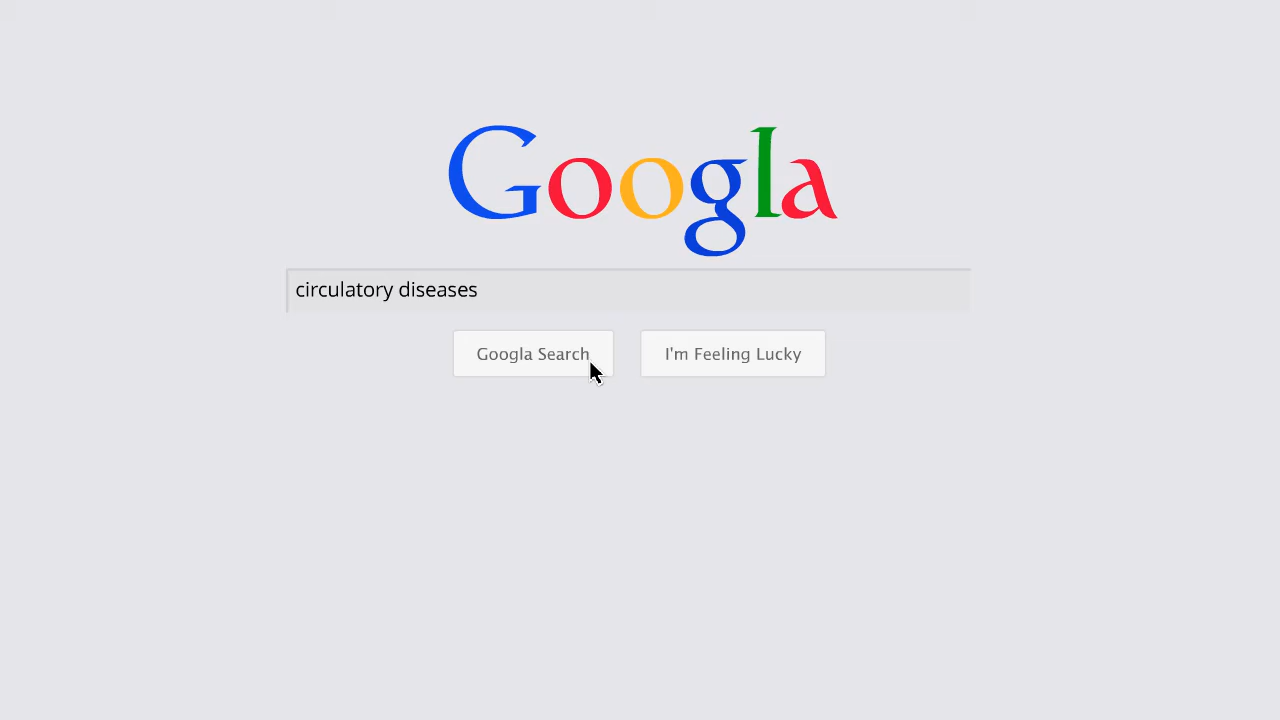 Googla
circulatory diseases
Googla Search
I'm Feeling Lucky